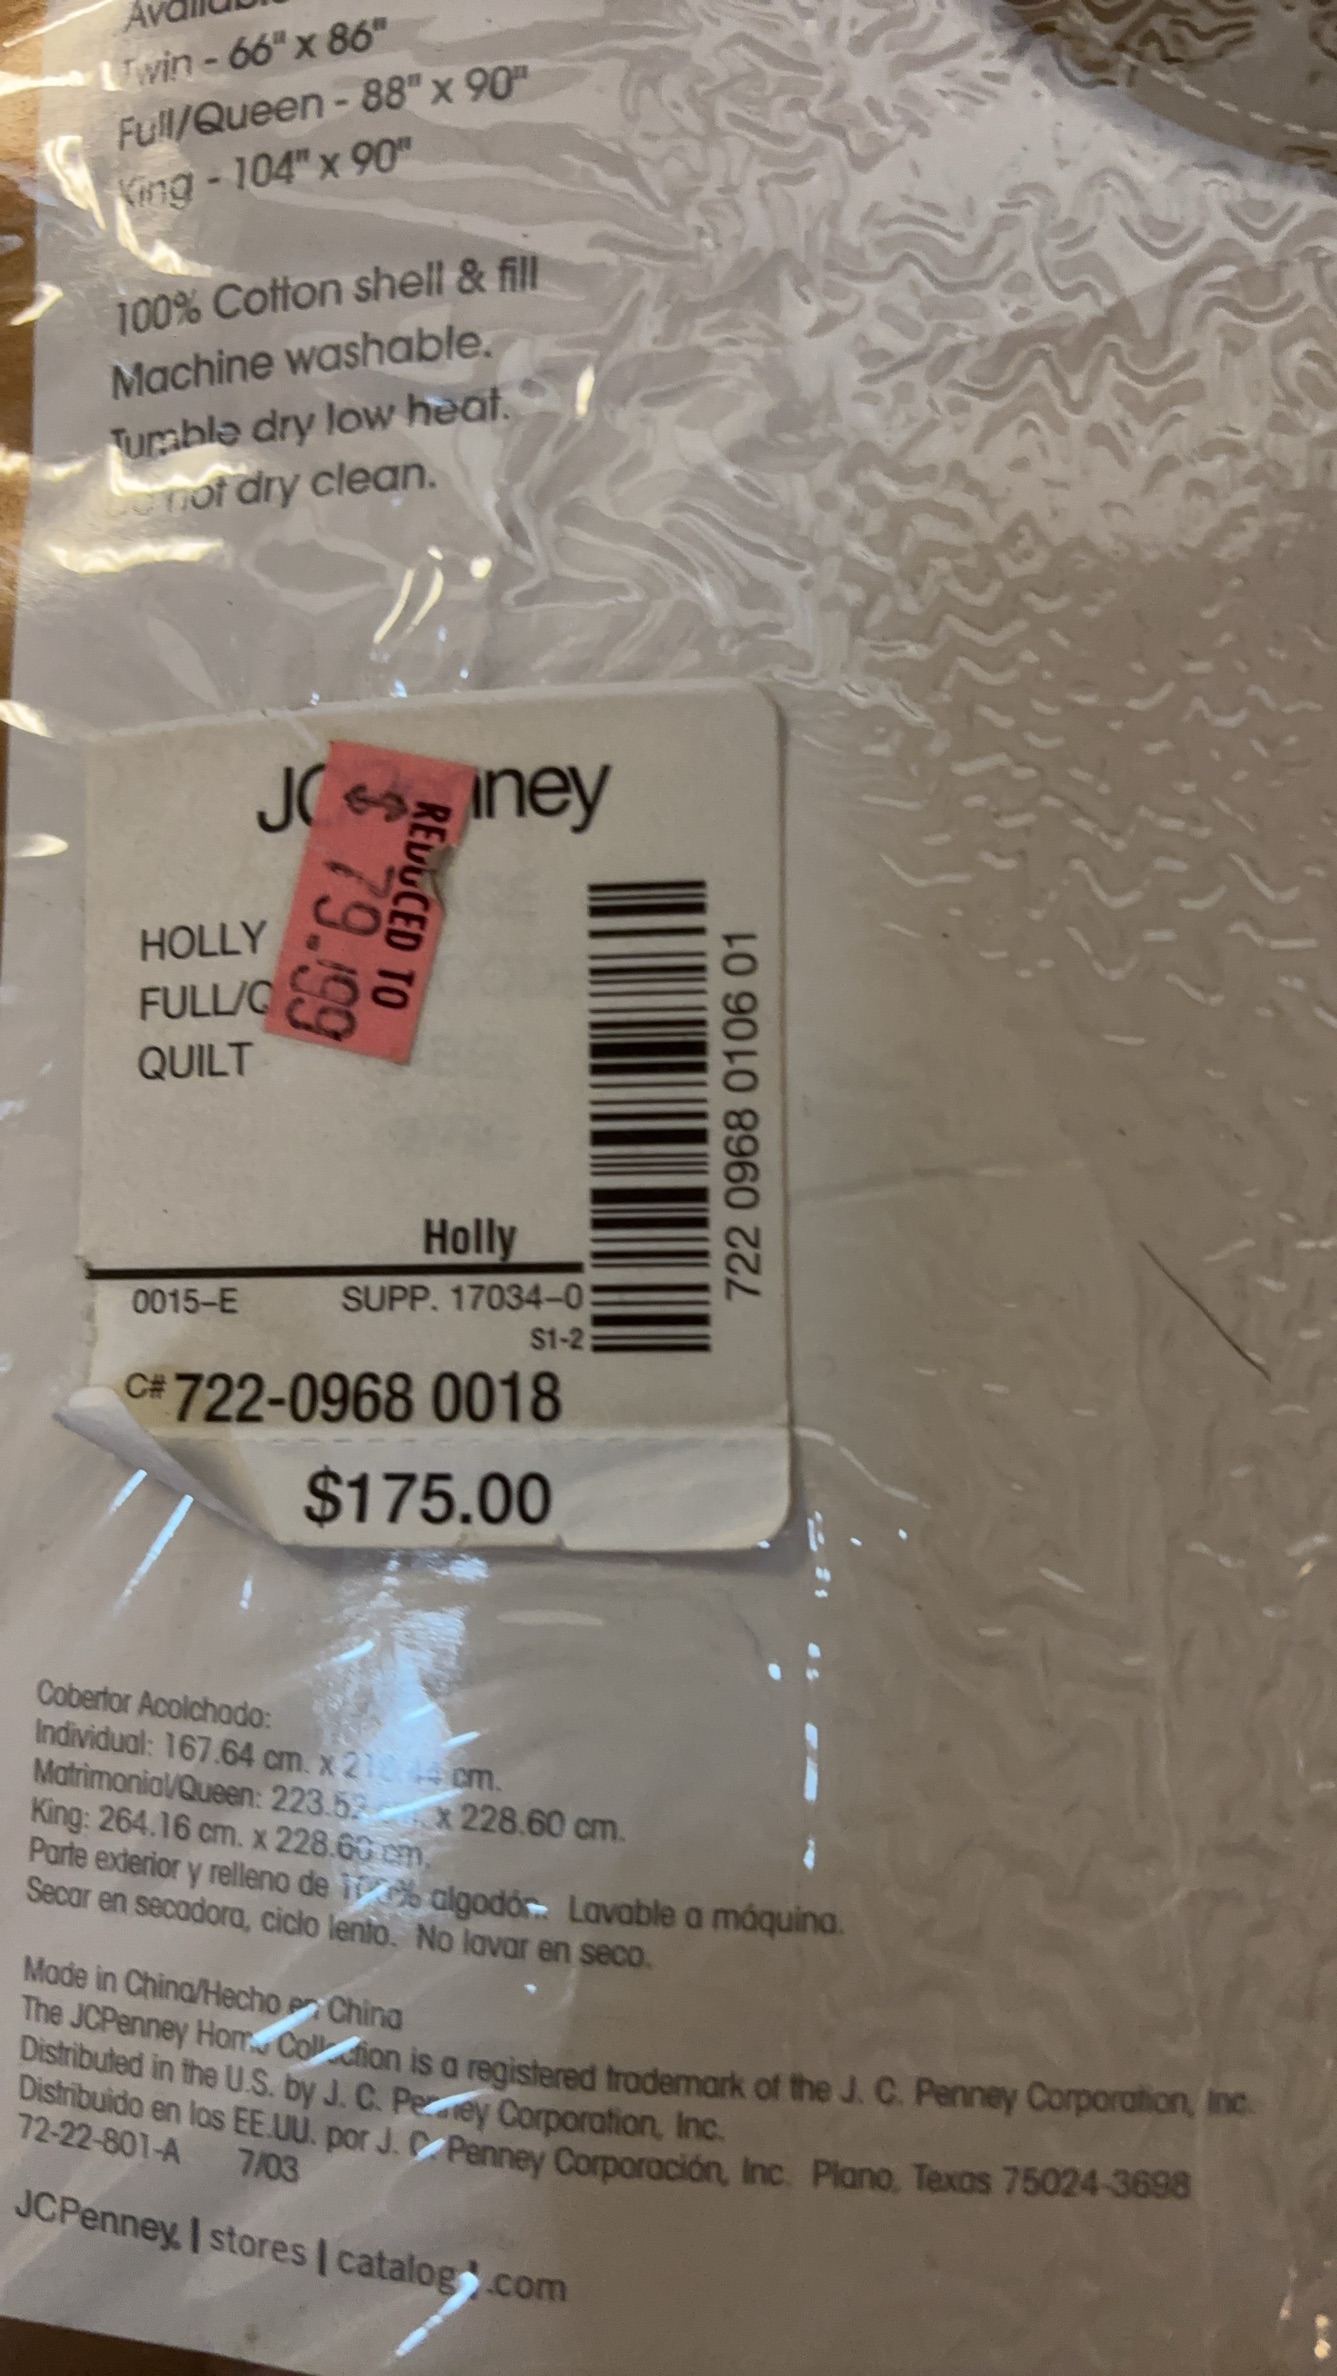 Twin - 66" x 86"
Full/Queen - 88" x 90"
King - 104" x 90"
100% Cotton shell & fill
Machine washable.
Tumble dry low heat.
not dry clean.
REDUCED TO
$ 79.99
HOLLY
FULL/Q
QUILT
722 0968 0106 01
Holly
0015-E SUPP. 17034-0
S1-2
C# 722-0968 0018
$175.00
Cobertor Acolchado:
Individual: 167.64 cm. x cm.
Matrimonial/Queen: x 228.60 cm.
King: 264.16 cm. x 228.60 cm.
Parte exterior y relleno de 100% algodón. Lavable a máquina.
Secar en secadora, ciclo lento. No lavar en seco.
Made in China/Hecho en China
The JCPenney Home Collection is a registered trademark of the J. C. Penney Corporation, Inc.
Distributed in the U.S. by J. C. Penney Corporation, Inc.
Distribuido en los EE.UU. por J. C. Penney Corporación, Inc. Plano, Texas 75024-3698
72-22-801-A 7/03
JCPenney | stores | catalog | .com